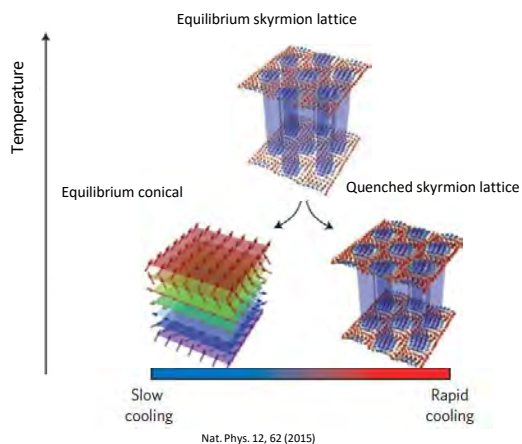 Equilibrium skyrmion lattice
Temperature
Equilibrium conical
Quenched skyrmion lattice
Slow
cooling
Rapid
cooling
Nat. Phys. 12, 62 (2015)